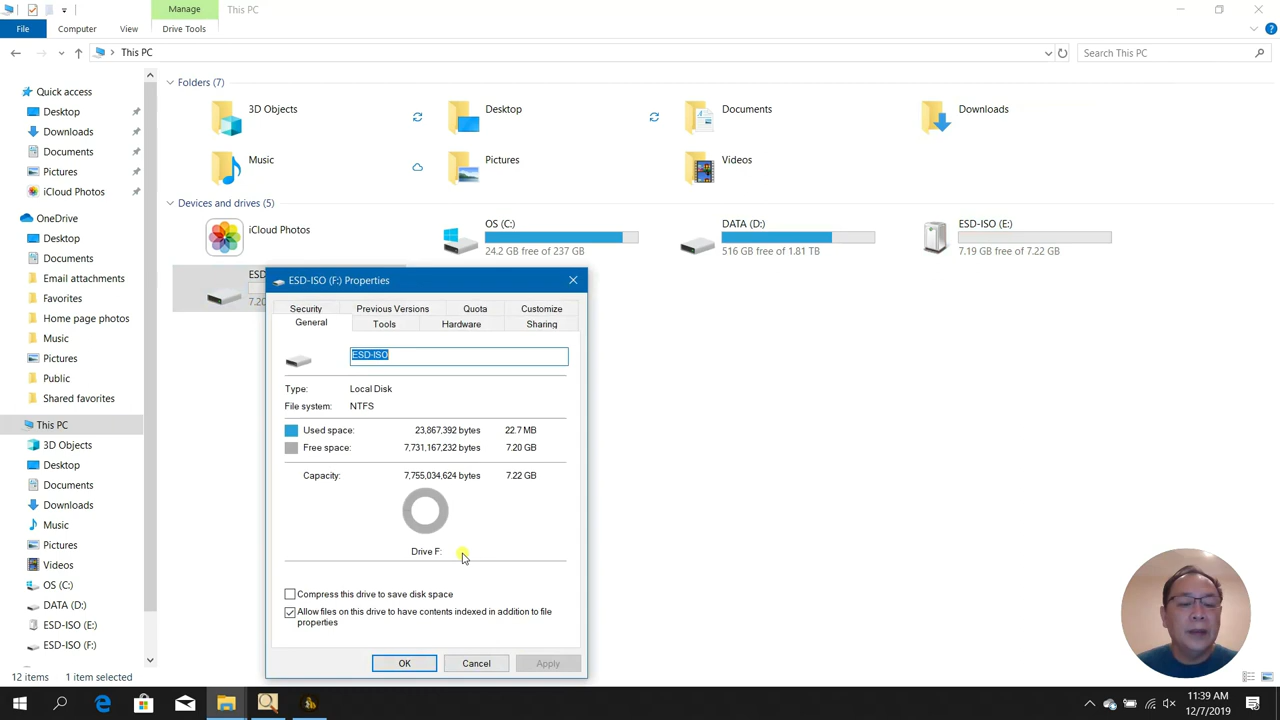 Manage
This PC
File
Computer
View
Drive Tools
This PC
Search This PC
Quick access
Desktop
Downloads
Documents
Pictures
iCloud Photos
OneDrive
Desktop
Documents
Email attachments
Favorites
Home page photos
Music
Pictures
Public
Shared favorites
This PC
3D Objects
Desktop
Documents
Downloads
Music
Pictures
Videos
OS (C:)
DATA (D:)
ESD-ISO (E:)
ESD-ISO (F:)
Folders (7)
3D Objects
Desktop
Documents
Downloads
Music
Pictures
Videos
Devices and drives (5)
iCloud Photos
OS (C:)
24.2 GB free of 237 GB
DATA (D:)
516 GB free of 1.81 TB
ESD-ISO (E:)
7.19 GB free of 7.22 GB
ESD-ISO (F:) Properties
Security
Previous Versions
Quota
Customize
General
Tools
Hardware
Sharing
ESD-ISO
Type: Local Disk
File system: NTFS
Used space: 23,867,392 bytes 22.7 MB
Free space: 7,731,167,232 bytes 7.20 GB
Capacity: 7,755,034,624 bytes 7.22 GB
Drive F:
Compress this drive to save disk space
Allow files on this drive to have contents indexed in addition to file
properties
OK
Cancel
Apply
12 items
1 item selected
11:39 AM
12/7/2019